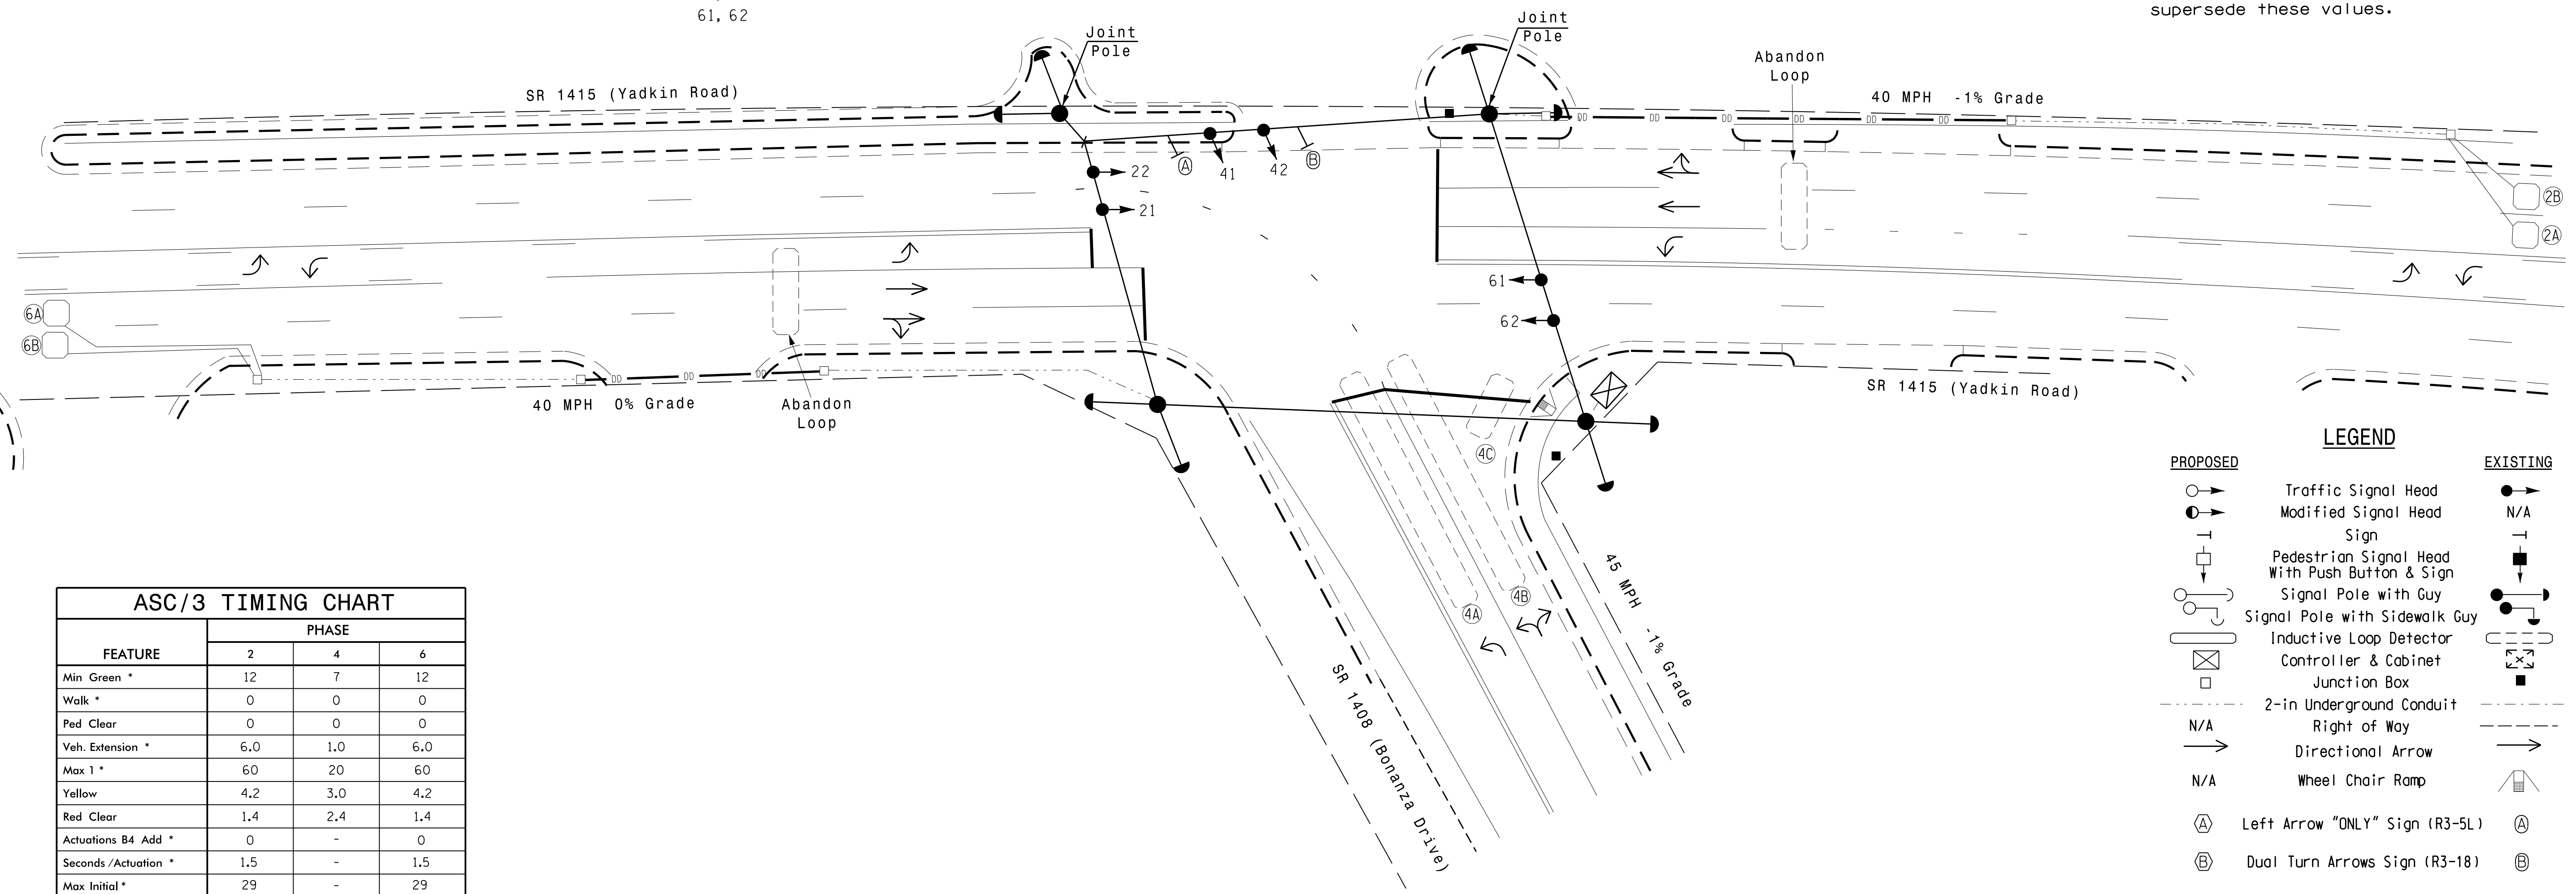 61, 62
supersede these values.
Joint
Pole
Joint
Pole
Abandon
Loop
SR 1415 (Yadkin Road)
40 MPH -1% Grade
DD DD DD DD DD DD
A
41
42
B
22
21
2B
2A
61
62
6A
6B
DD DD DD
40 MPH 0% Grade
Abandon
Loop
SR 1415 (Yadkin Road)
4C
4B
4A
45 MPH -1% Grade
SR 1408 (Bonanza Drive)
LEGEND
PROPOSED EXISTING
Traffic Signal Head
Modified Signal Head N/A
Sign
Pedestrian Signal Head
With Push Button & Sign
Signal Pole with Guy
Signal Pole with Sidewalk Guy
Inductive Loop Detector
Controller & Cabinet
Junction Box
2-in Underground Conduit
N/A Right of Way
Directional Arrow
N/A Wheel Chair Ramp
A Left Arrow "ONLY" Sign (R3-5L) A
B Dual Turn Arrows Sign (R3-18) B
ASC/3 TIMING CHART
PHASE
FEATURE 2 4 6
Min Green * 12 7 12
Walk * 0 0 0
Ped Clear 0 0 0
Veh. Extension * 6.0 1.0 6.0
Max 1 * 60 20 60
Yellow 4.2 3.0 4.2
Red Clear 1.4 2.4 1.4
Actuations B4 Add * 0 - 0
Seconds /Actuation * 1.5 - 1.5
Max Initial * 29 - 29